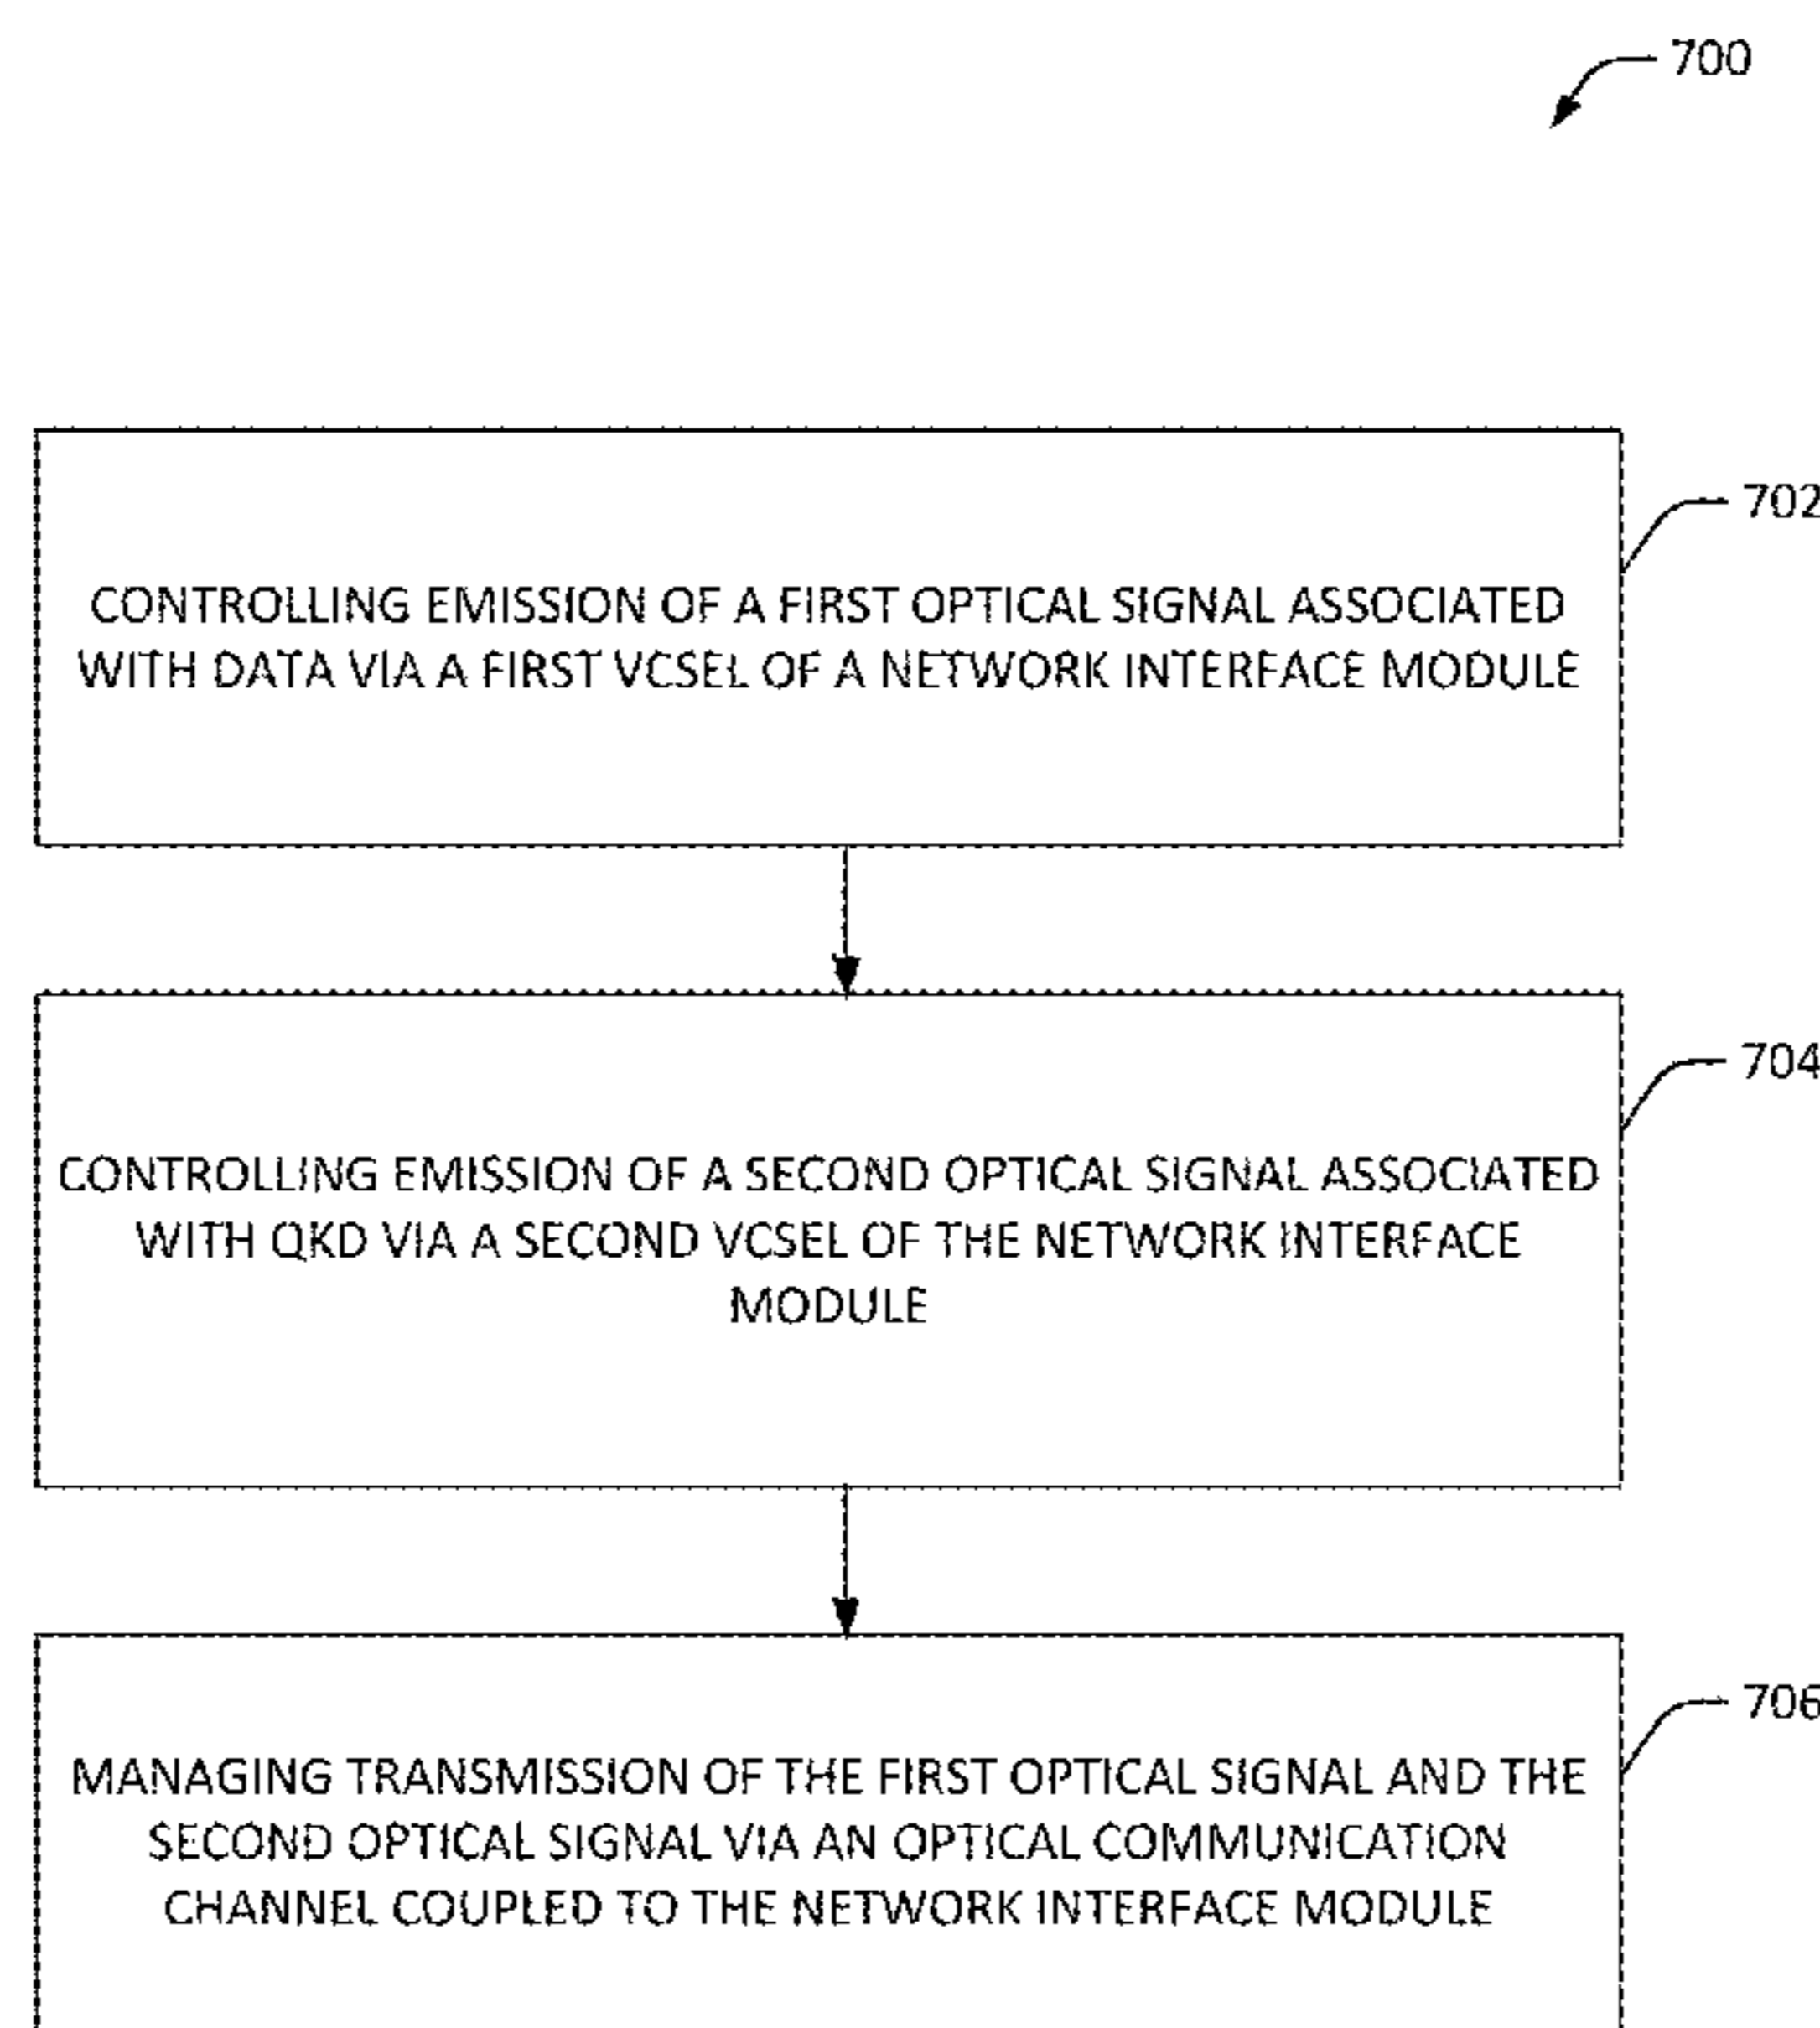 700
702
CONTROLLING EMISSION OF A FIRST OPTICAL SIGNAL ASSOCIATED
WITH DATA VIA A FIRST VCSEL OF A NETWORK INTERFACE MODULE
704
CONTROLLING EMISSION OF A SECOND OPTICAL SIGNAL ASSOCIATED
WITH QKD VIA A SECOND VCSEL OF THE NETWORK INTERFACE
MODULE
706
MANAGING TRANSMISSION OF THE FIRST OPTICAL SIGNAL AND THE
SECOND OPTICAL SIGNAL VIA AN OPTICAL COMMUNICATION
CHANNEL COUPLED TO THE NETWORK INTERFACE MODULE